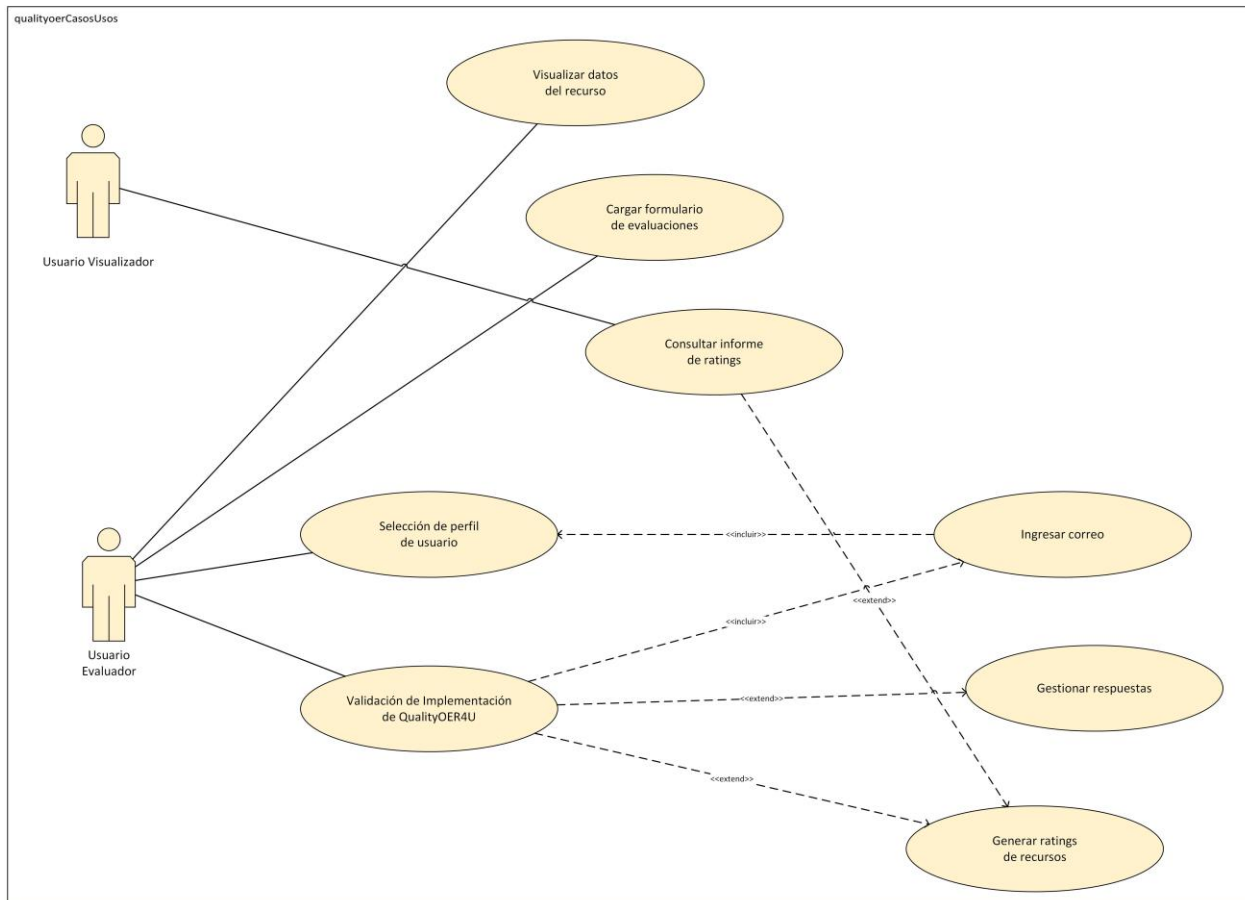 qualityoerCasosUsos
Visualizar datos
del recurso
Cargar formulario
de evaluaciones
Usuario Visualizador
Consultar informe
de ratings
Selección de perfil
de usuario
<<incluir>>
Ingresar correo
<<extend>>
<<incluir>>
Usuario
Evaluador
Validación de Implementación
de QualityOER4U
<<extend>>
Gestionar respuestas
<<extend>>
Generar ratings
de recursos